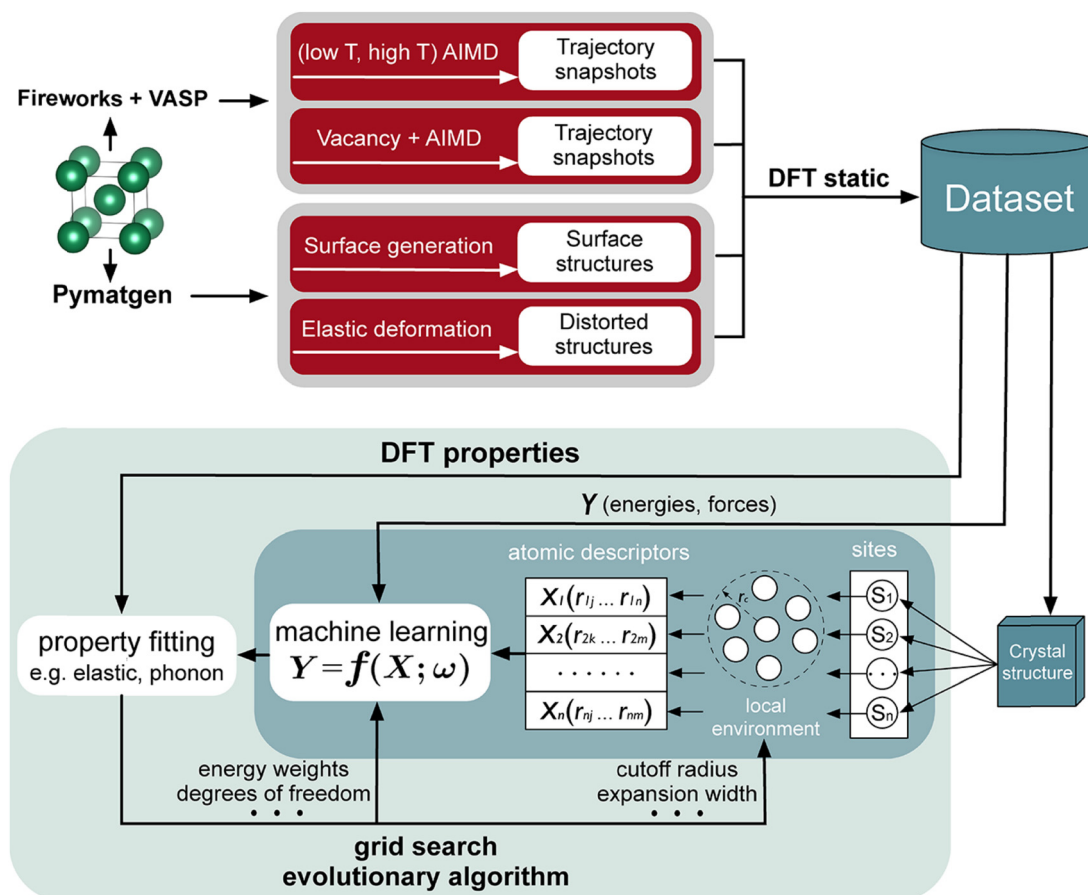 (low T, high T) AIMD
Trajectory
snapshots
Fireworks + VASP
Vacancy + AIMD
Trajectory
snapshots
DFT static
Dataset
Surface generation
Surface
structures
Pymatgen
Elastic deformation
Distorted
structures
DFT properties
Y (energies, forces)
atomic descriptors
sites
property fitting
e.g. elastic, phonon
machine learning
Y = f(X; ω)
X1(r1j ... r1n)
X2(r2k ... r2m)
. . . . . .
Xn(rnj ... rnm)
rc
local
environment
S1
S2
...
Sn
Crystal
structure
energy weights
degrees of freedom
• • •
cutoff radius
expansion width
• • •
grid search
evolutionary algorithm